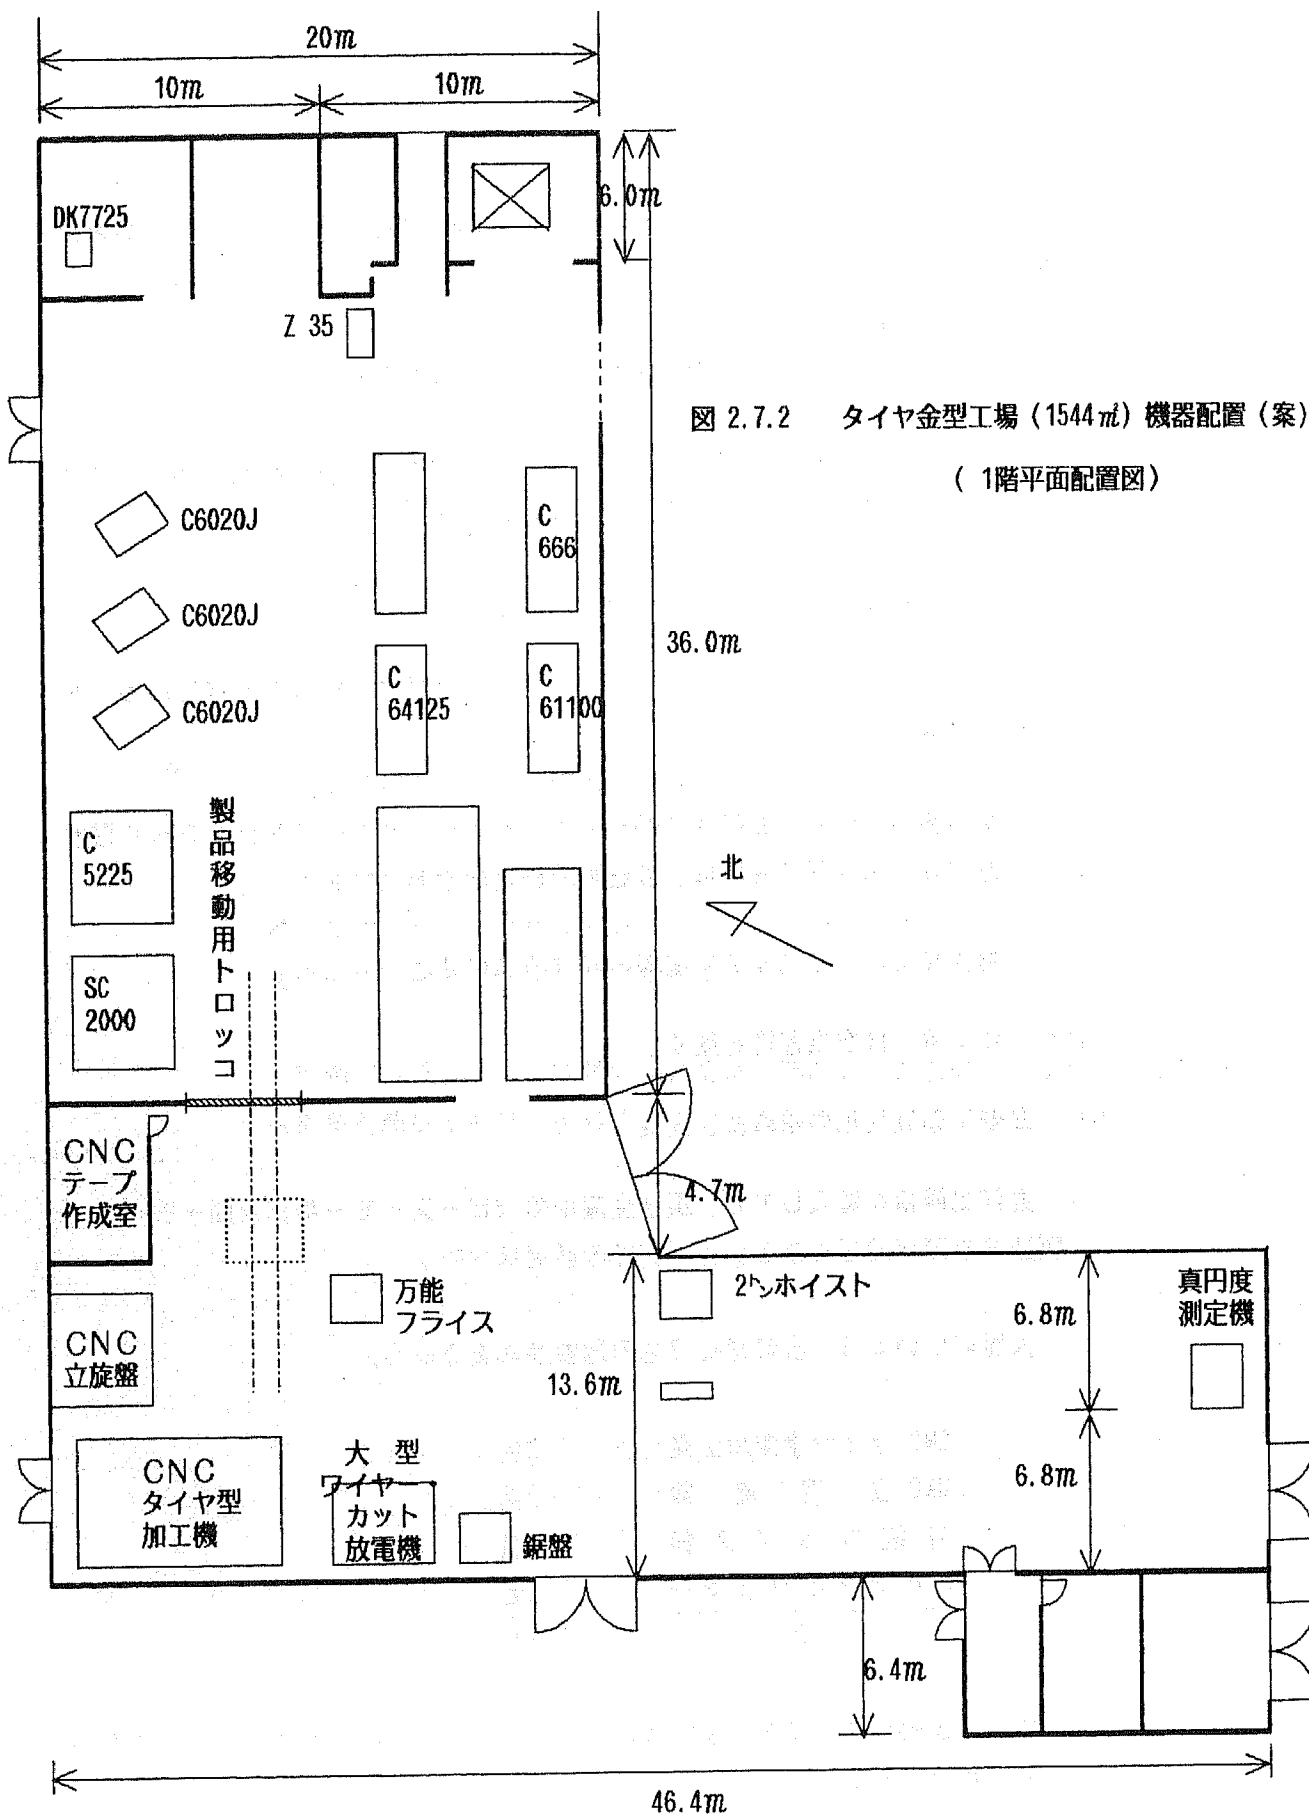 20m
10m
10m
6.0m
DK7725
Z 35
図 2.7.2 タイヤ金型工場（1544㎡）機器配置（案）
（ 1階平面配置図）
C6020J
C
666
C6020J
36.0m
C6020J
C
64125
C
61100
製品移動用トロッコ
C
5225
北
SC
2000
CNC
テープ
作成室
4.7m
万能
フライス
2トンホイスト
真円度
測定機
6.8m
CNC
立旋盤
13.6m
大 型
ワイヤー
カット
放電機
CNC
タイヤ型
加工機
6.8m
鋸盤
6.4m
46.4m